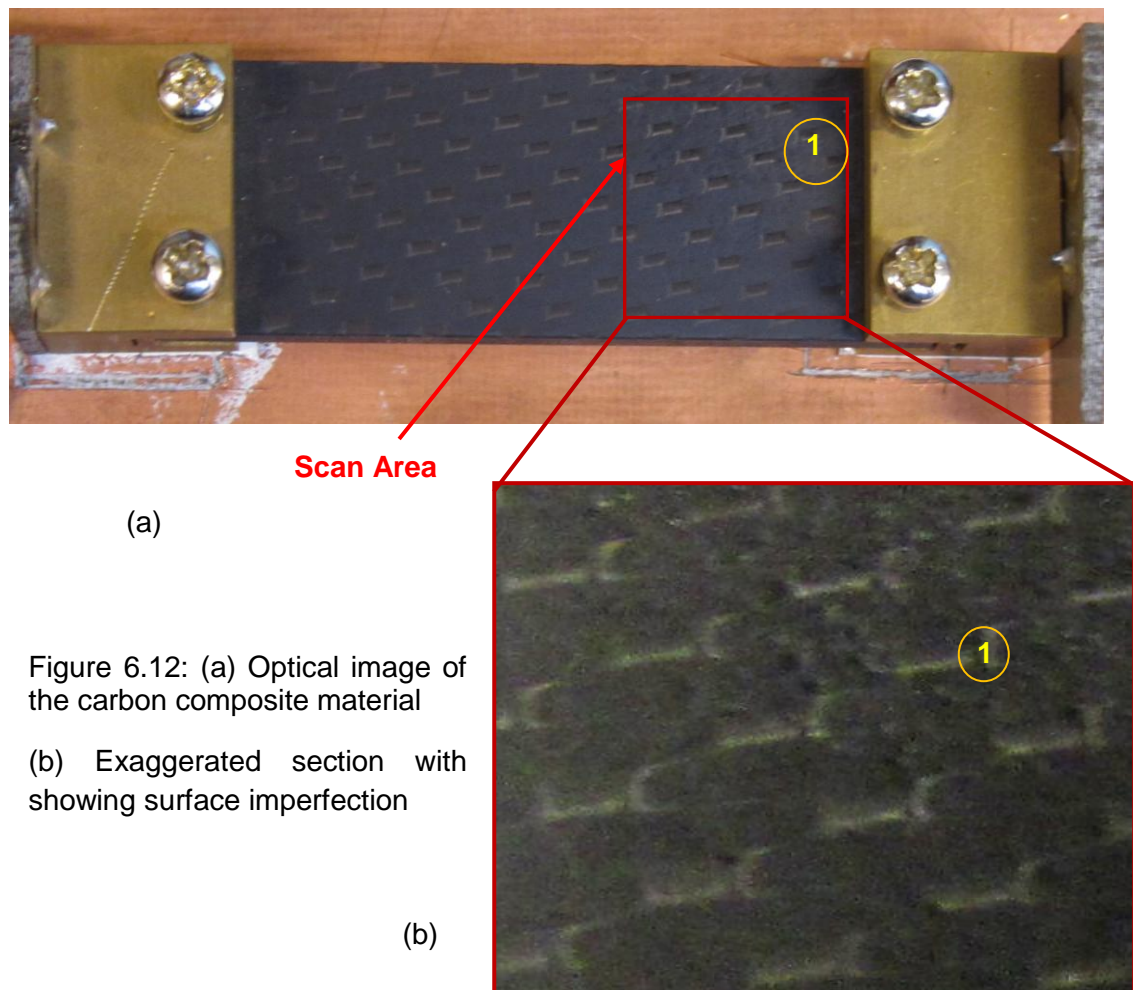 1
Scan Area
(a)
Figure 6.12: (a) Optical image of
the carbon composite material
(b) Exaggerated section with
showing surface imperfection
1
(b)